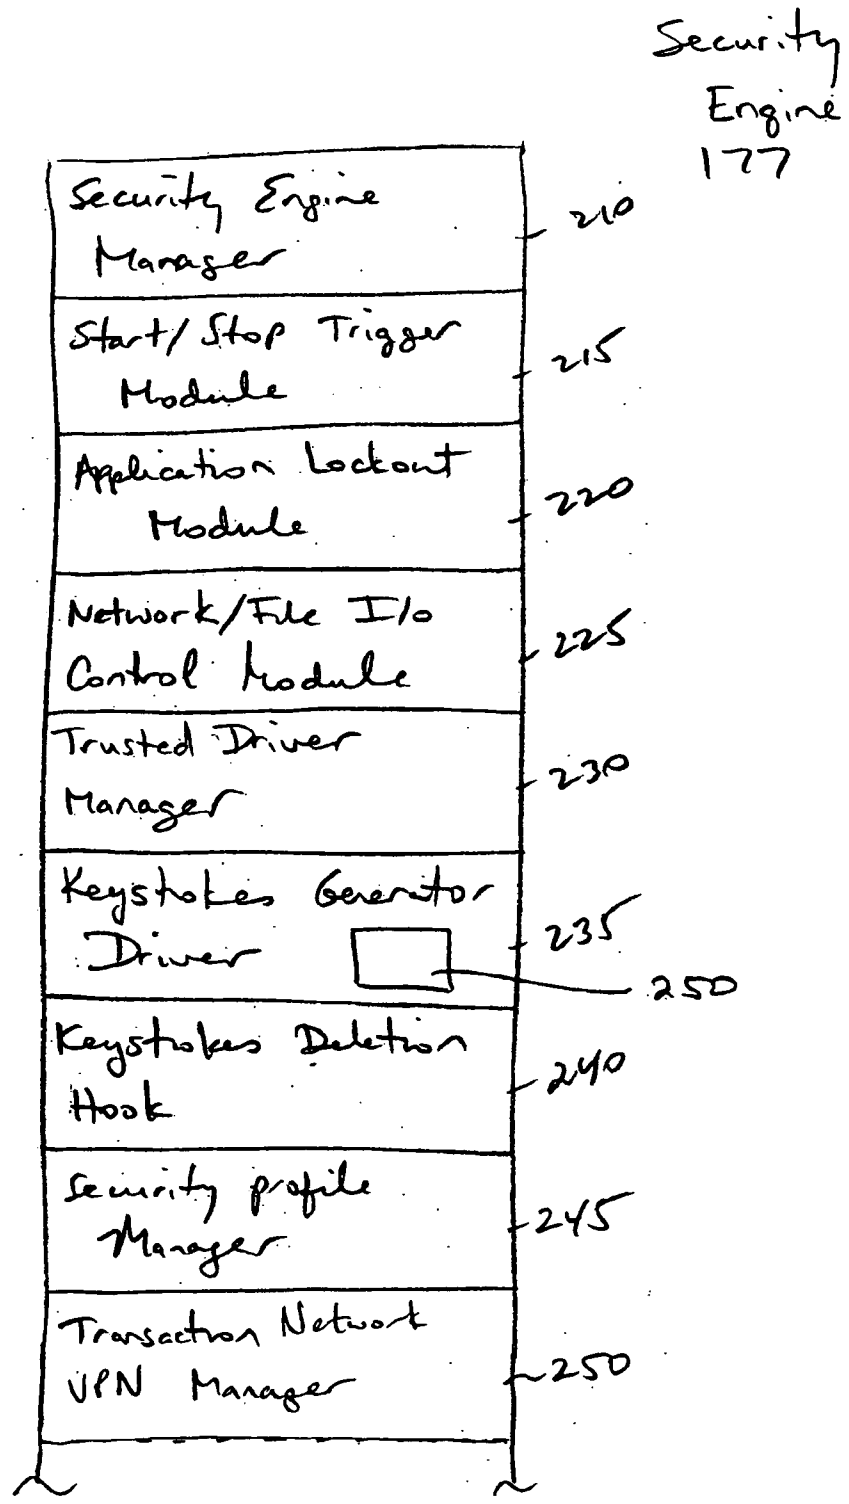 Security
Engine
177
Security Engine
Manager
210
Start/Stop Trigger
Module
215
Application Lockout
Module
220
Network/File I/O
Control Module
225
Trusted Driver
Manager
230
Keystrokes Generator
Driver
235
250
Keystrokes Deletion
Hook
240
Security profile
Manager
245
Transaction Network
VPN Manager
250